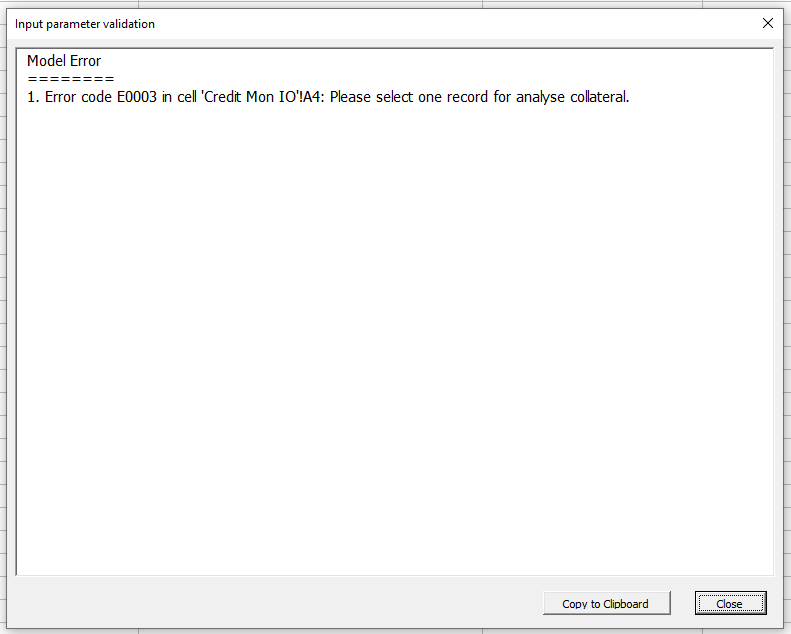 Input parameter validation
Model Error
========
1. Error code E0003 in cell 'Credit Mon IO'!A4: Please select one record for analyse collateral.
Copy to Clipboard
Close